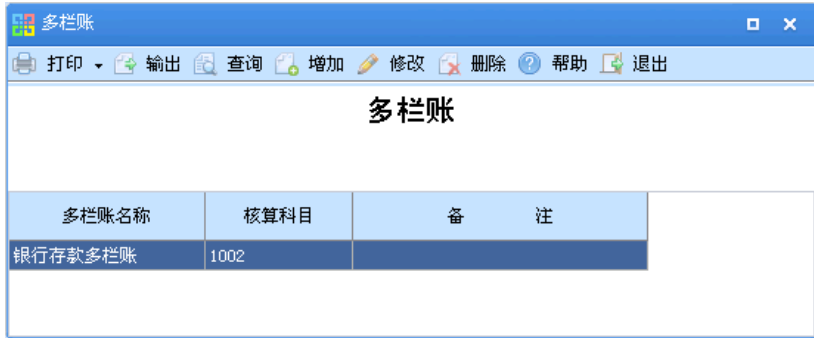 多栏账
打印 输出 查询 增加 修改 删除 帮助 退出
多栏账
多栏账名称 核算科目 备 注
银行存款多栏账 1002